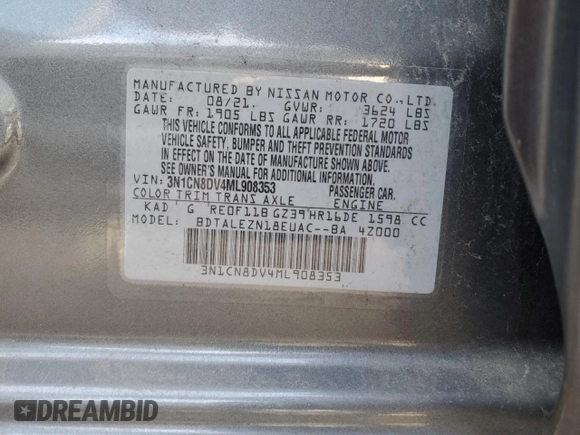 MANUFACTURED BY NISSAN MOTOR CO., LTD.
DATE: 08/21. GVWR: 3624 LBS
GAWR FR: 1905 LBS GAWR RR: 1720 LBS
THIS VEHICLE CONFORMS TO ALL APPLICABLE FEDERAL MOTOR
VEHICLE SAFETY, BUMPER AND THEFT PREVENTION STANDARDS
IN EFFECT ON THE DATE OF MANUFACTURE SHOWN ABOVE.
SEE OWNER'S MANUAL FOR ADDITIONAL INFORMATION.
VIN: 3N1CN8DV4ML908353 PASSENGER CAR.
COLOR TRIM TRANS AXLE ENGINE
KAD G RE0F11B GZ39 HR16DE 1598 CC
MODEL: BDTALEZN18EUAC--BA 4Z000
3N1CN8DV4ML908353
DREAMBID